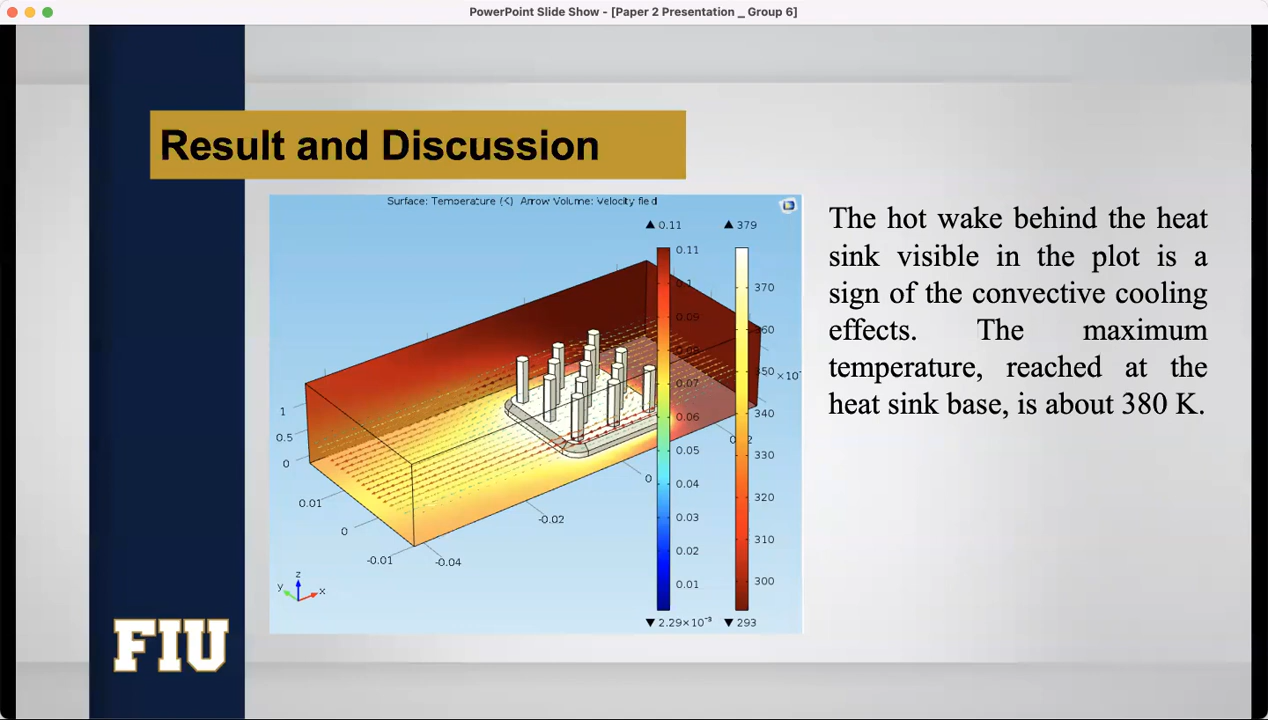 PowerPoint Slide Show - [Paper 2 Presentation _ Group 6]
Result and Discussion
Surface: Temperature (K) Arrow Volume: Velocity field
▲ 0.11 ▲ 379
0.11
0.1
0.09
0.07
0.06
0.05
0.04
0.03
0.02
0.01
▼ 2.29×10⁻³ ▼ 293
370
340
330
320
310
300
1
0.5
0
0.01
0
-0.01
-0.04
-0.02
0
z
y
x
The hot wake behind the heat
sink visible in the plot is a
sign of the convective cooling
effects. The maximum
temperature, reached at the
heat sink base, is about 380 K.
FIU